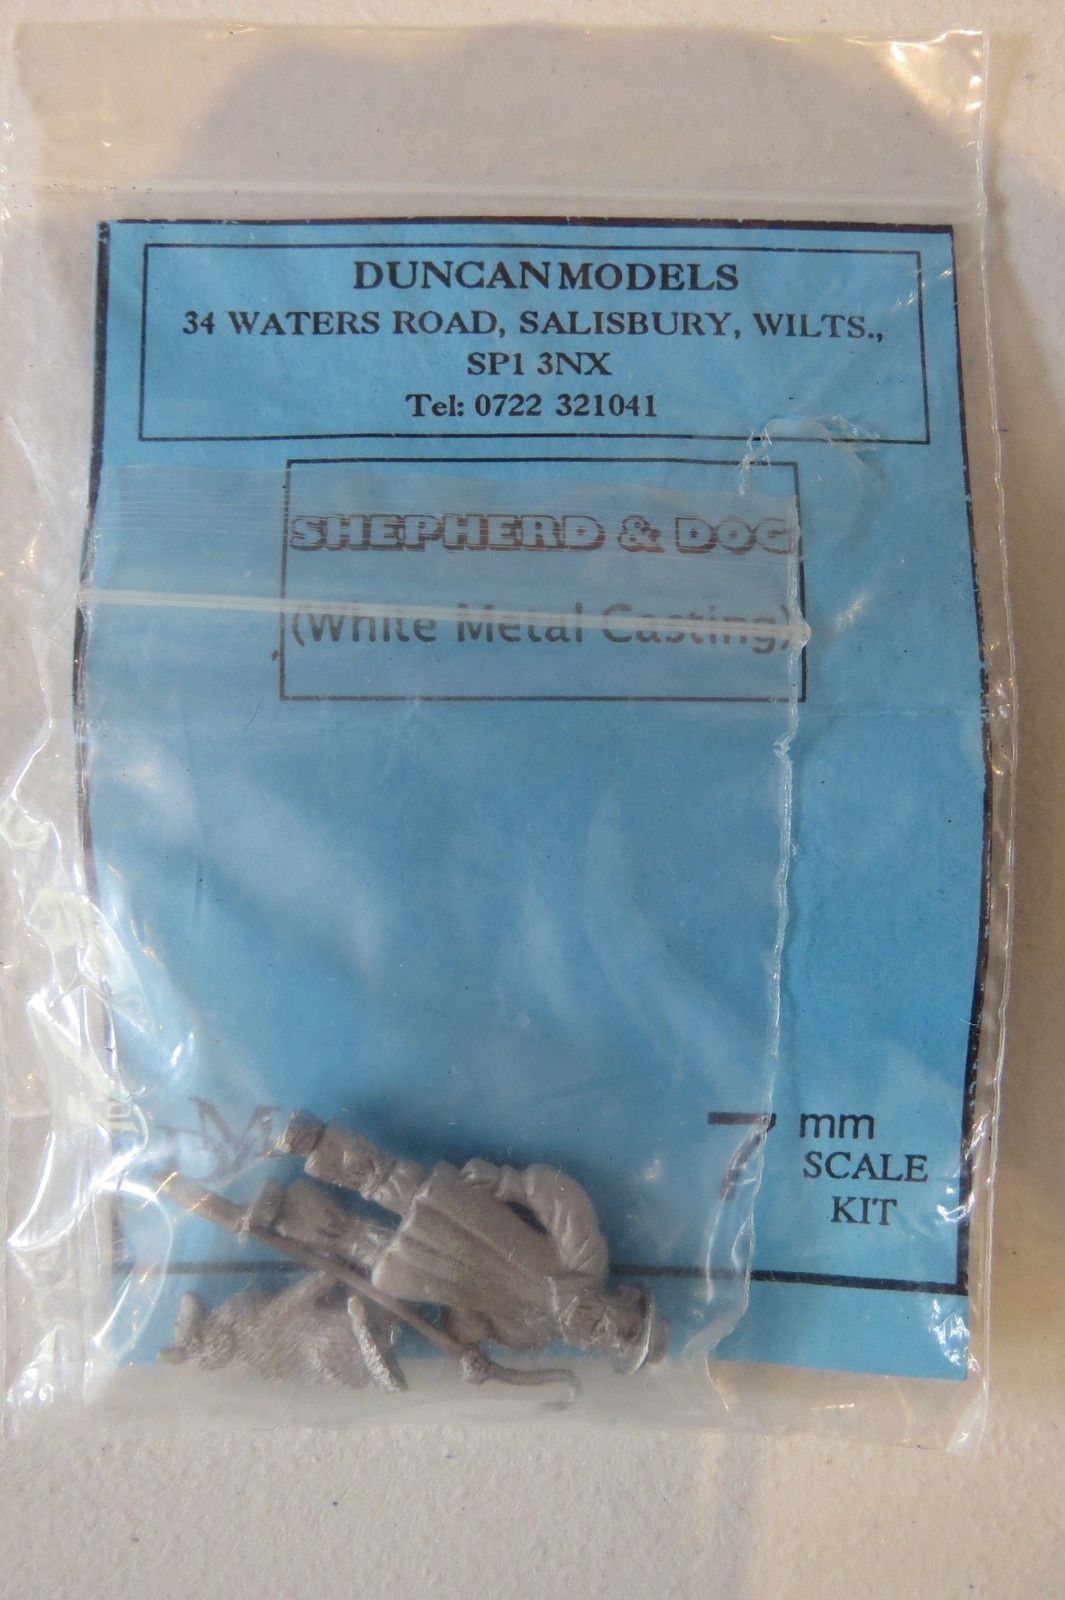 DUNCAN MODELS
34 WATERS ROAD, SALISBURY, WILTS.,
SP1 3NX
Tel: 0722 321041
SHEPHERD & DOG
(White Metal Casting)
7 mm
SCALE
KIT